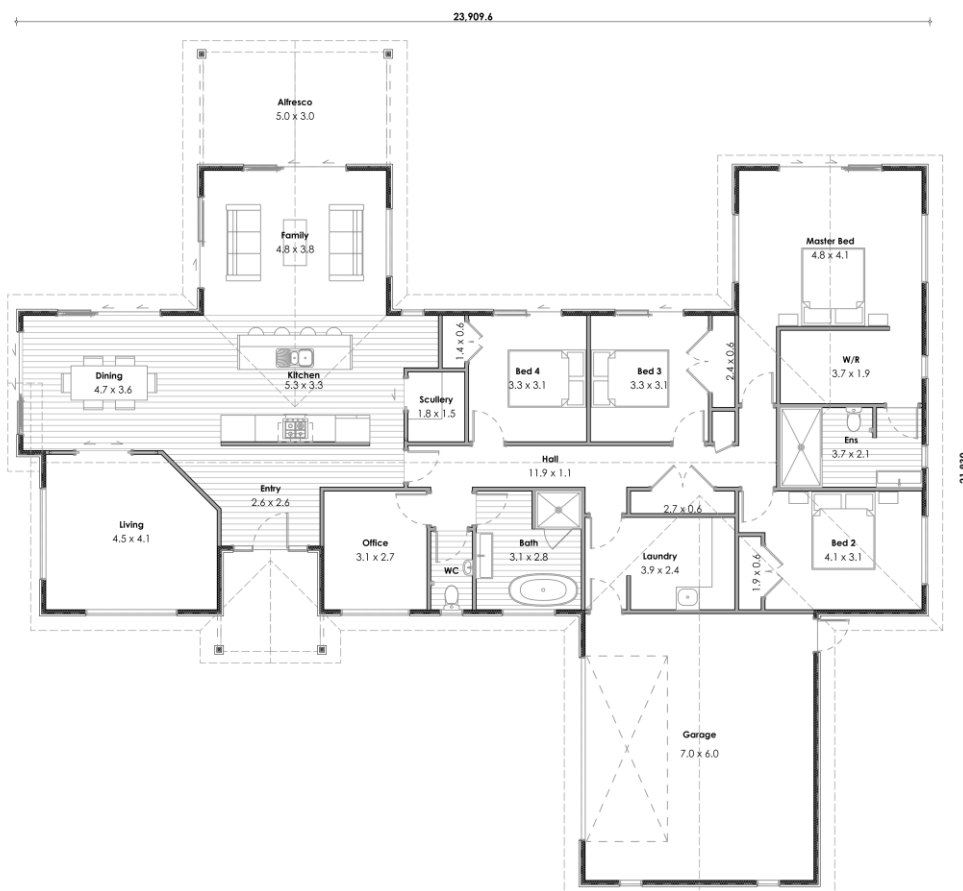 23,909.6
Alfresco
5.0 x 3.0
Family
4.8 x 3.8
Master Bed
4.8 x 4.1
1.4 x 0.6
2.4 x 0.6
W/R
3.7 x 1.9
Dining
4.7 x 3.6
Kitchen
5.3 x 3.3
Bed 4
3.3 x 3.1
Bed 3
3.3 x 3.1
Scullery
1.8 x 1.5
Ens
3.7 x 2.1
Hall
11.9 x 1.1
Entry
2.6 x 2.6
2.7 x 0.6
Living
4.5 x 4.1
Office
3.1 x 2.7
WC
Bath
3.1 x 2.8
Laundry
3.9 x 2.4
1.9 x 0.6
Bed 2
4.1 x 3.1
Garage
7.0 x 6.0